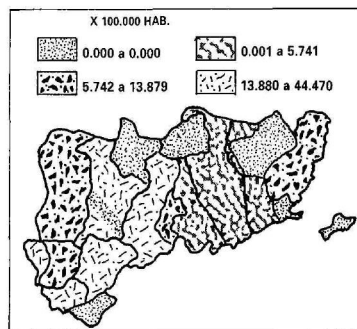 X 100.000 HAB.
0.000 a 0.000
0.001 a 5.741
5.742 a 13.879
13.880 a 44.470